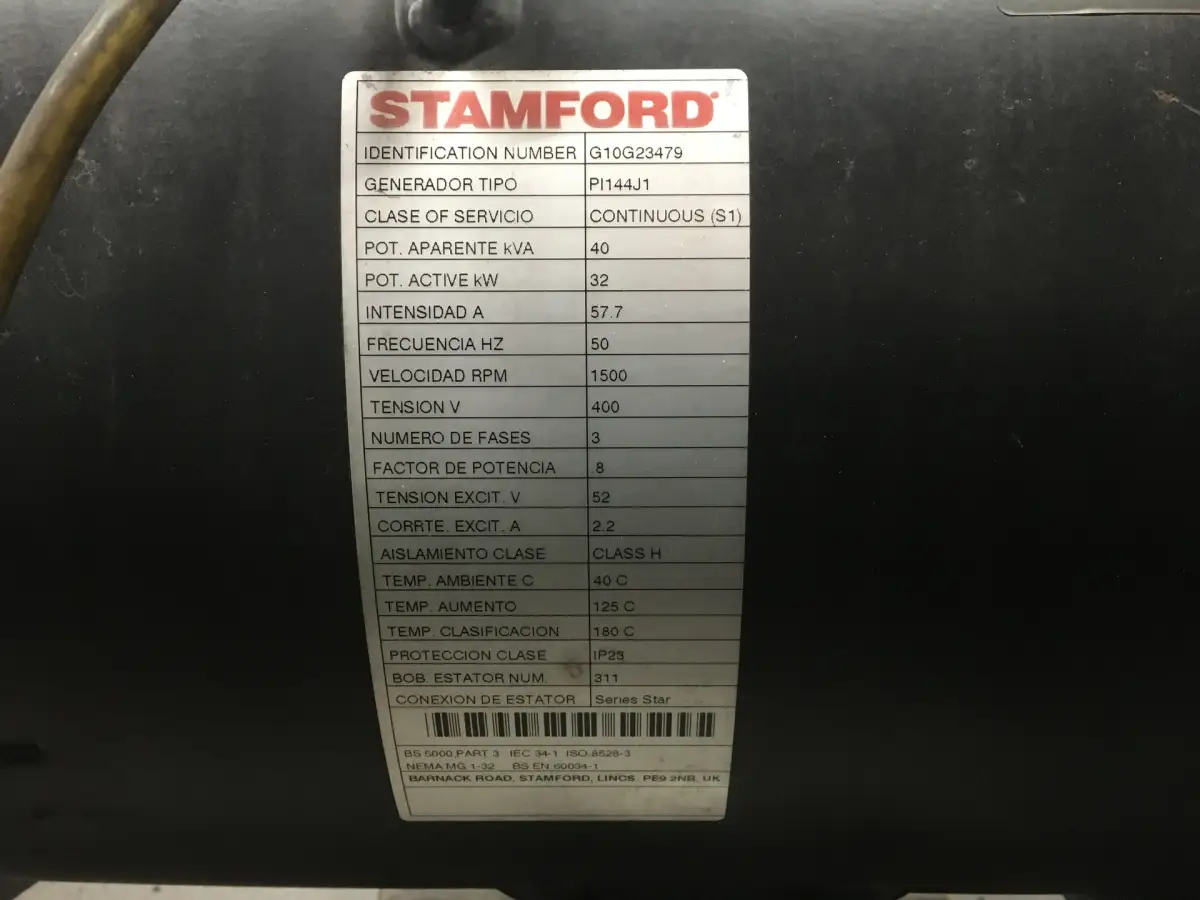 STAMFORD
IDENTIFICATION NUMBER G10G23479
GENERADOR TIPO PI144J1
CLASE OF SERVICIO CONTINUOUS (S1)
POT. APARENTE kVA 40
POT. ACTIVE kW 32
INTENSIDAD A 57.7
FRECUENCIA HZ 50
VELOCIDAD RPM 1500
TENSION V 400
NUMERO DE FASES 3
FACTOR DE POTENCIA .8
TENSION EXCIT. V 52
CORRTE. EXCIT. A 2.2
AISLAMIENTO CLASE CLASS H
TEMP. AMBIENTE C 40 C
TEMP. AUMENTO 125 C
TEMP. CLASIFICACION 180 C
PROTECCION CLASE IP23
BOB. ESTATOR NUM. 311
CONEXION DE ESTATOR Series Star
BS 5000 PART 3 IEC 34-1 ISO 8528-3
NEMA MG 1-32 BS EN 60034-1
BARNACK ROAD, STAMFORD, LINCS. PE9 2NB, UK